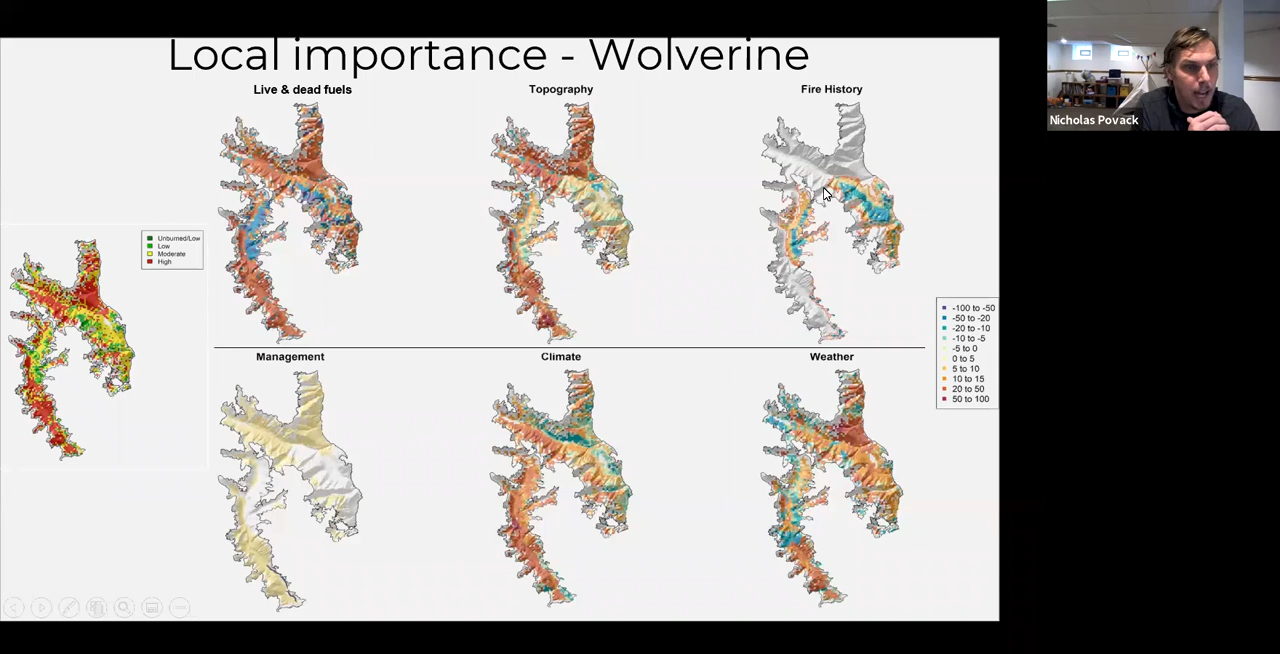 Local importance - Wolverine
Live & dead fuels
Topography
Fire History
Nicholas Povack
Unburned/Low
Low
Moderate
High
-100 to -50
-50 to -20
-20 to -10
-10 to -5
-5 to 0
0 to 5
5 to 10
10 to 15
20 to 50
50 to 100
Management
Climate
Weather